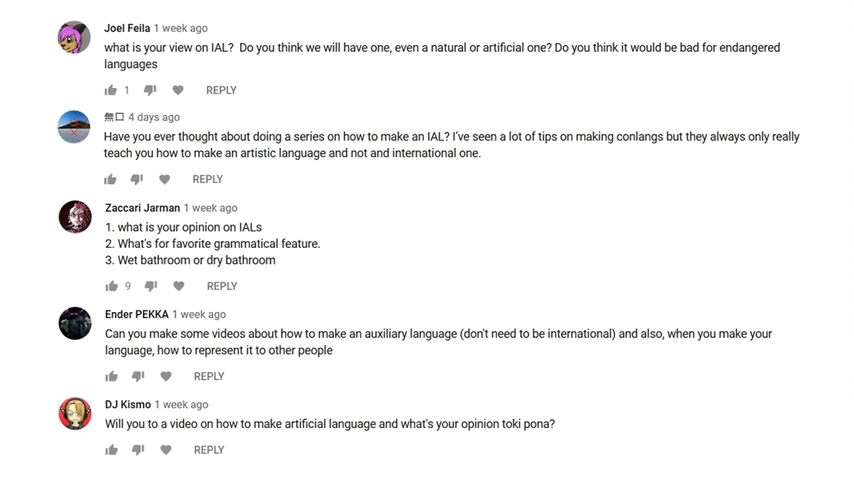 Joel Feila 1 week ago
what is your view on IAL? Do you think we will have one, even a natural or artificial one? Do you think it would be bad for endangered
languages
1 REPLY
無口 4 days ago
Have you ever thought about doing a series on how to make an IAL? I've seen a lot of tips on making conlangs but they always only really
teach you how to make an artistic language and not and international one.
REPLY
Zaccari Jarman 1 week ago
1. what is your opinion on IALs
2. What's for favorite grammatical feature.
3. Wet bathroom or dry bathroom
9 REPLY
Ender PEKKA 1 week ago
Can you make some videos about how to make an auxiliary language (don't need to be international) and also, when you make your
language, how to represent it to other people
REPLY
DJ Kismo 1 week ago
Will you to a video on how to make artificial language and what's your opinion toki pona?
REPLY